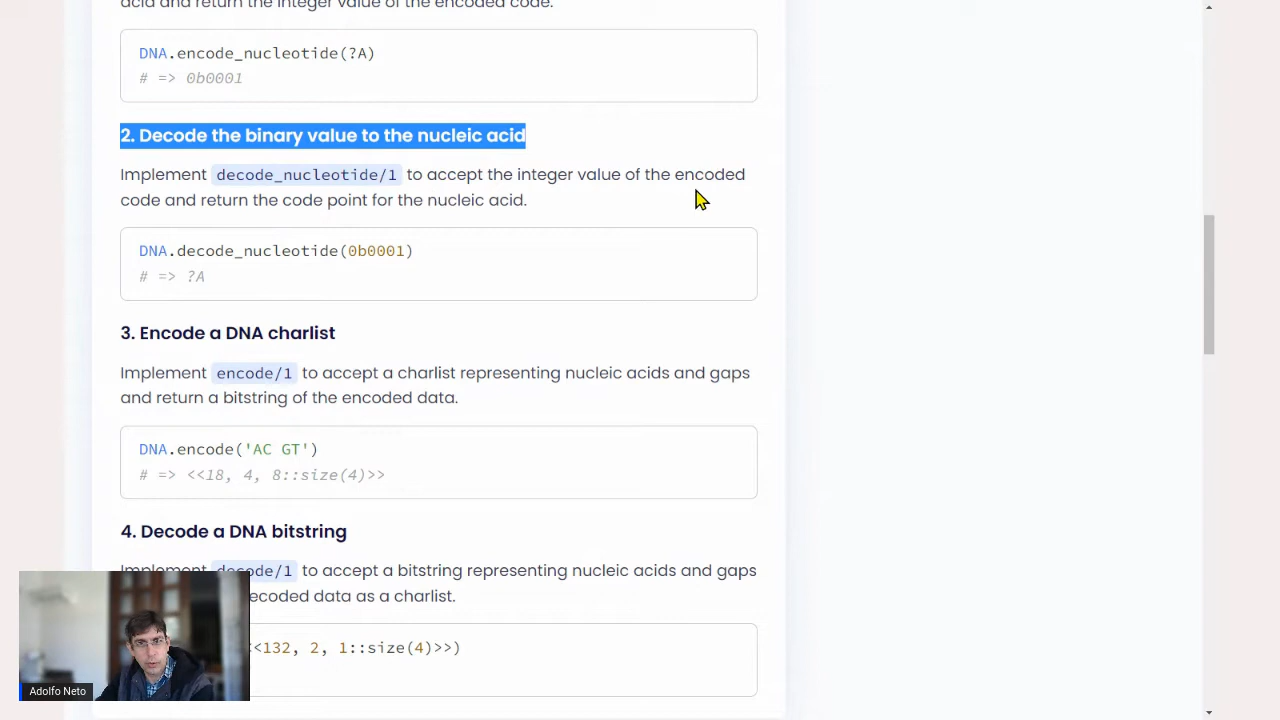 acid and return the integer value of the encoded code.
DNA.encode_nucleotide(?A)
# => 0b0001
2. Decode the binary value to the nucleic acid
Implement decode_nucleotide/1 to accept the integer value of the encoded
code and return the code point for the nucleic acid.
DNA.decode_nucleotide(0b0001)
# => ?A
3. Encode a DNA charlist
Implement encode/1 to accept a charlist representing nucleic acids and gaps
and return a bitstring of the encoded data.
DNA.encode('AC GT')
# => <<18, 4, 8::size(4)>>
4. Decode a DNA bitstring
Implement decode/1 to accept a bitstring representing nucleic acids and gaps
decoded data as a charlist.
<132, 2, 1::size(4)>>)
Adolfo Neto